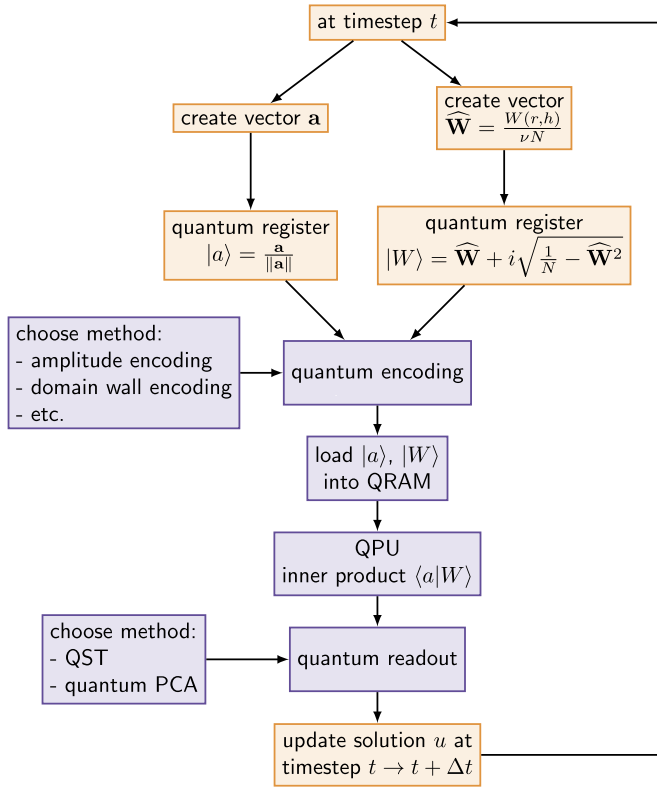 at timestep t
create vector a
create vector
Ŵ = W(r,h) / νN
quantum register
|a⟩ = a / ‖a‖
quantum register
|W⟩ = Ŵ + i√(1/N − Ŵ²)
choose method:
- amplitude encoding
- domain wall encoding
- etc.
quantum encoding
load |a⟩, |W⟩
into QRAM
QPU
inner product ⟨a|W⟩
choose method:
- QST
- quantum PCA
quantum readout
update solution u at
timestep t → t + Δt